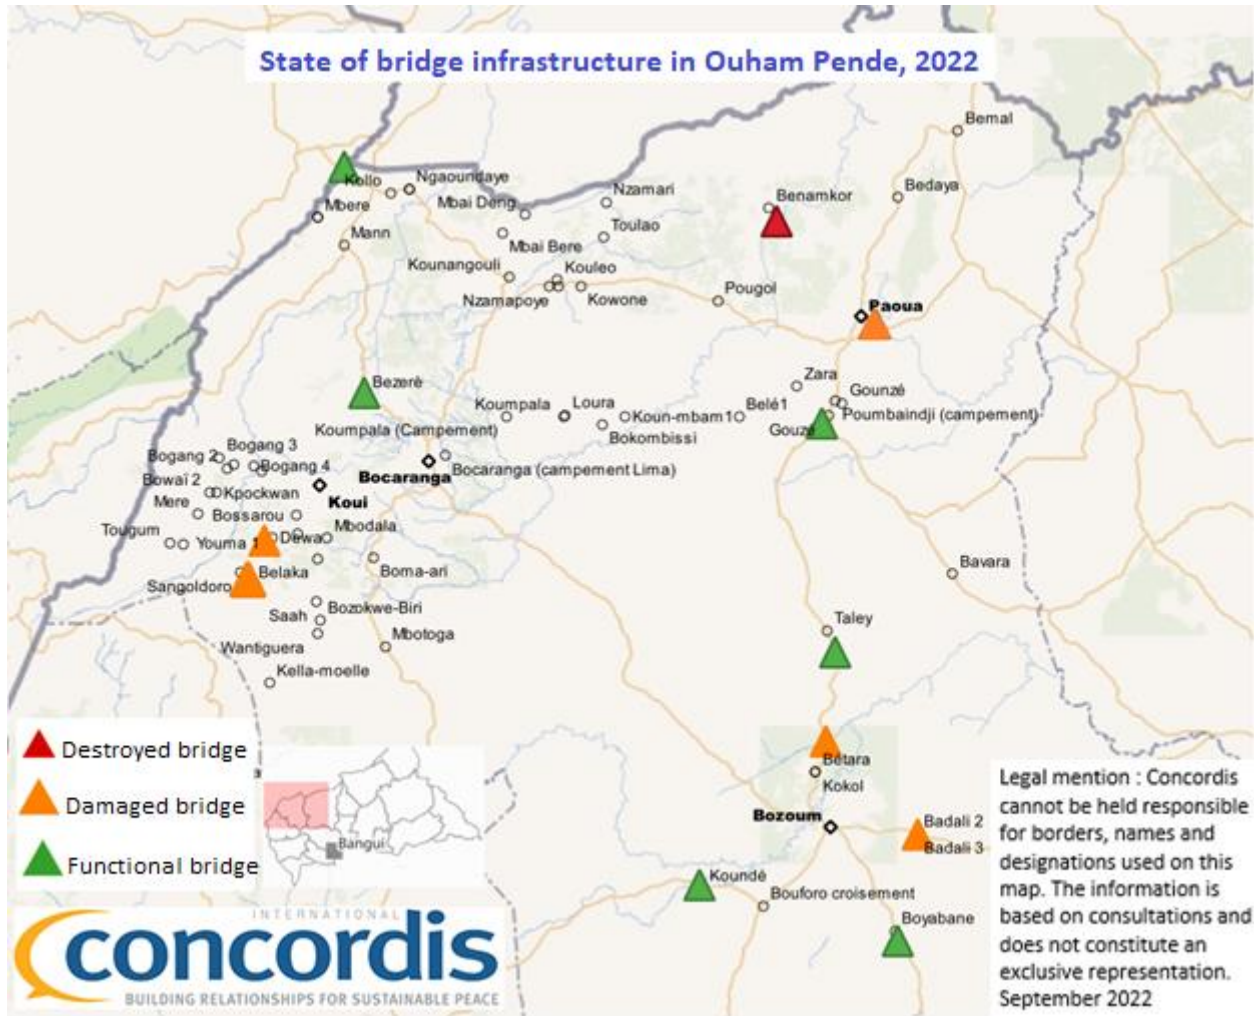 State of bridge infrastructure in Ouham Pende, 2022
Bemal
Kollo
Ngaoundaye
Mbere
Mbai Deng
Nzamari
Benamkor
Bedaya
Mann
Mbai Bere
Toulao
Kounangouli
Kouleo
Nzamapoye
Kowone
Pougol
Paoua
Bezerè
Koumpala
Loura
Zara
Gounzé
Koumpala (Campement)
Koun-mbam1
Belé1
Poumbaindji (campement)
Bokombissi
Gouze
Bogang 3
Bogang 2
Bogang 4
Bocaranga (campement Lima)
Bocaranga
Bowaï 2
Kpockwan
Koui
Mere
Bossarou
Mbodala
Tougum
Youma 1
Dewa
Belaka
Boma-ari
Bavara
Sangoldoro
Bozokwe-Biri
Saah
Taley
Wantiguera
Mbotoga
Kella-moelle
Destroyed bridge
Damaged bridge
Functional bridge
Bangui
Bétara
Kokol
Bozoum
Badali 2
Badali 3
Koundé
Bouforo croisement
Boyabane
Legal mention : Concordis
cannot be held responsible
for borders, names and
designations used on this
map. The information is
based on consultations and
does not constitute an
exclusive representation.
September 2022
INTERNATIONAL
concordis
BUILDING RELATIONSHIPS FOR SUSTAINABLE PEACE